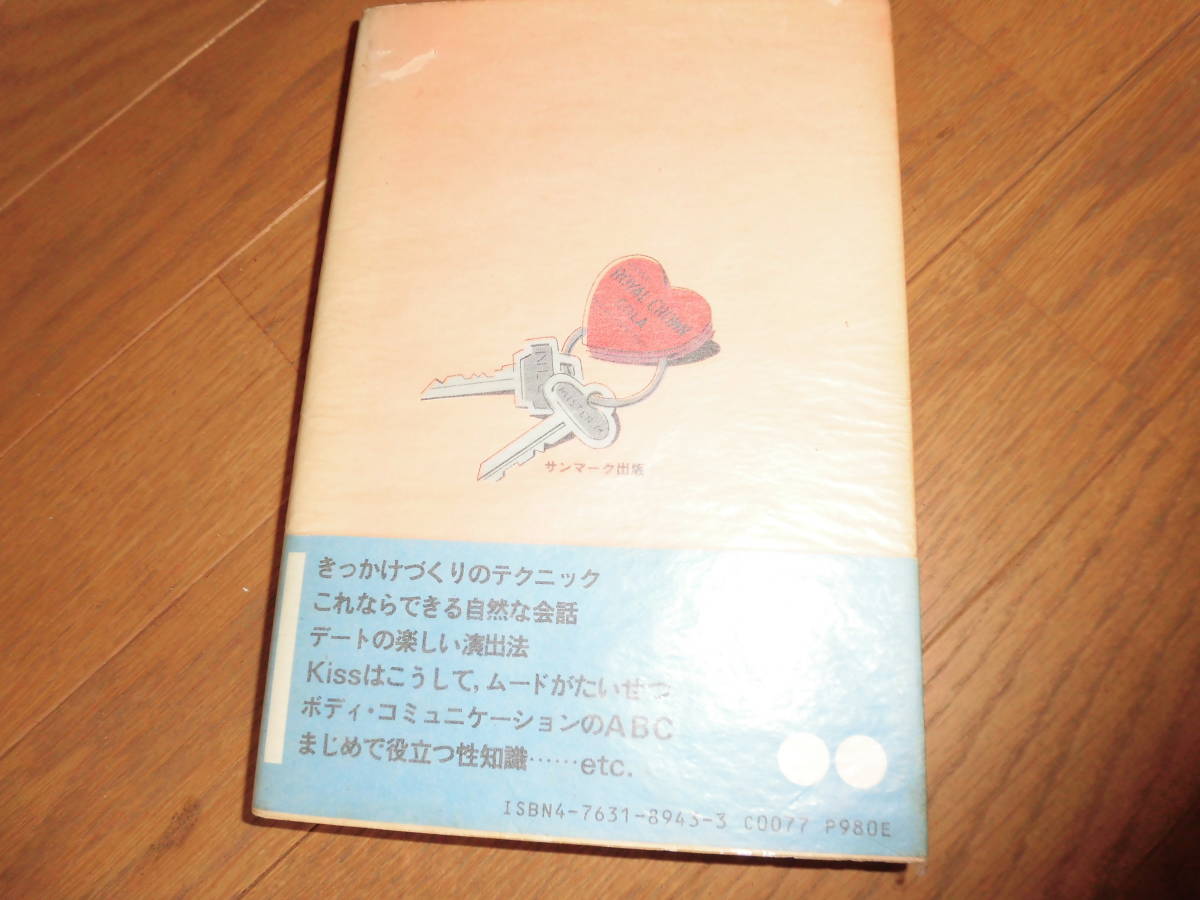 ROYAL CROWN
COLA
サンマーク出版
きっかけづくりのテクニック
これならできる自然な会話
デートの楽しい演出法
Kissはこうして,ムードがたいせつ
ボディ・コミュニケーションのABC
まじめで役立つ性知識……etc.
ISBN4-7631-8943-3 C0077 P980E